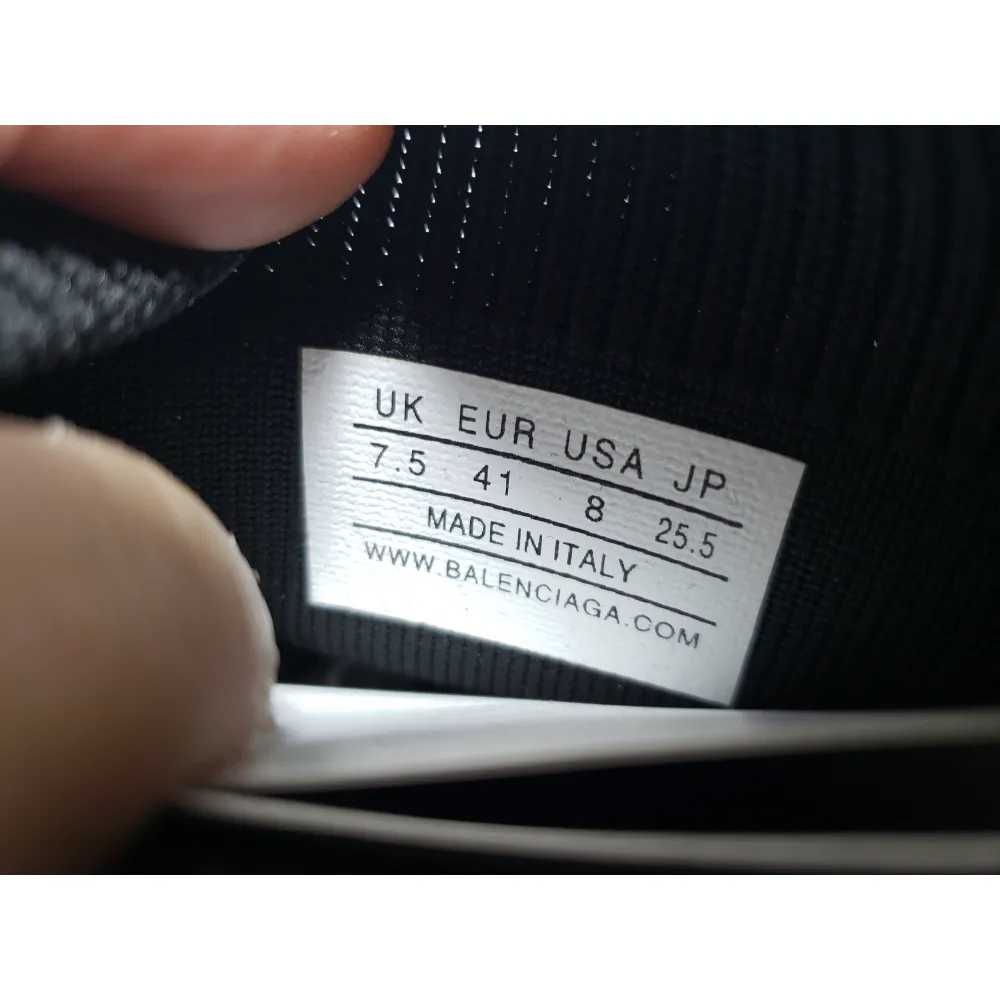 UK EUR USA JP
7.5 41 8 25.5
MADE IN ITALY
WWW.BALENCIAGA.COM